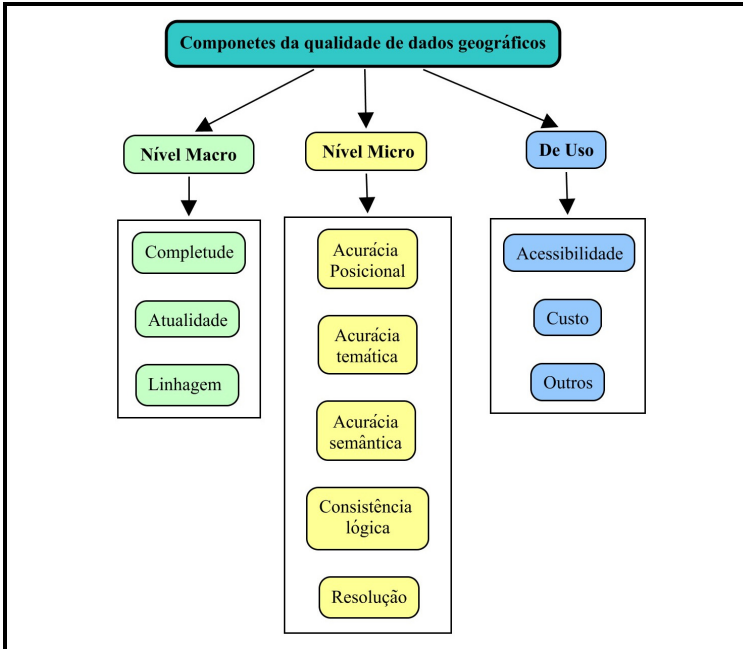 Componetes da qualidade de dados geográficos
Nível Macro
Nível Micro
De Uso
Completude
Atualidade
Linhagem
Acurácia
Posicional
Acurácia
temática
Acurácia
semântica
Consistência
lógica
Resolução
Acessibilidade
Custo
Outros